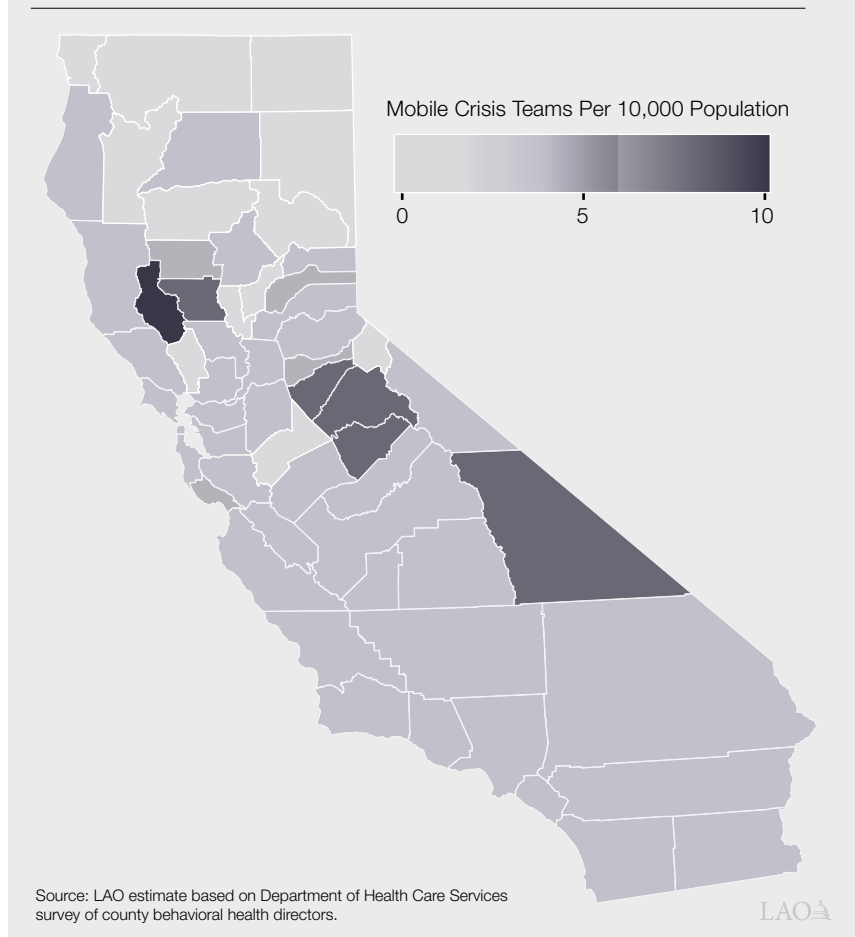 Mobile Crisis Teams Per 10,000 Population
0 5 10
Source: LAO estimate based on Department of Health Care Services
survey of county behavioral health directors.
LAO